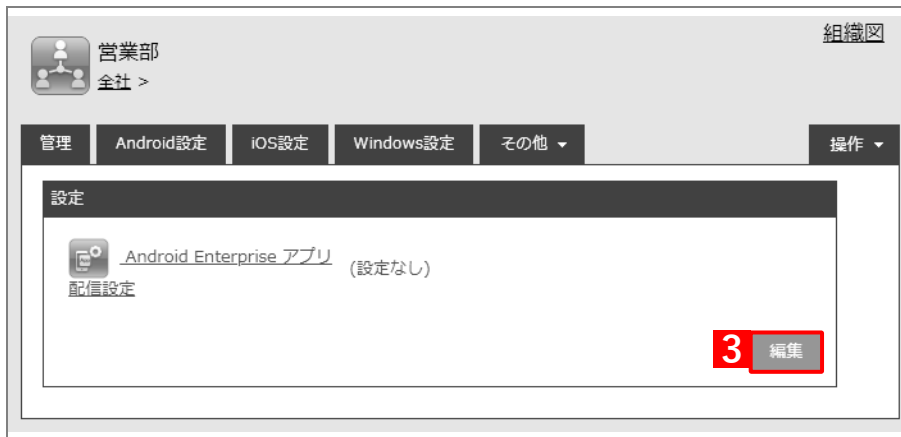 組織図
営業部
全社 >
管理
Android設定
iOS設定
Windows設定
その他 ▼
操作 ▼
設定
Android Enterprise アプリ
配信設定
(設定なし)
3 編集